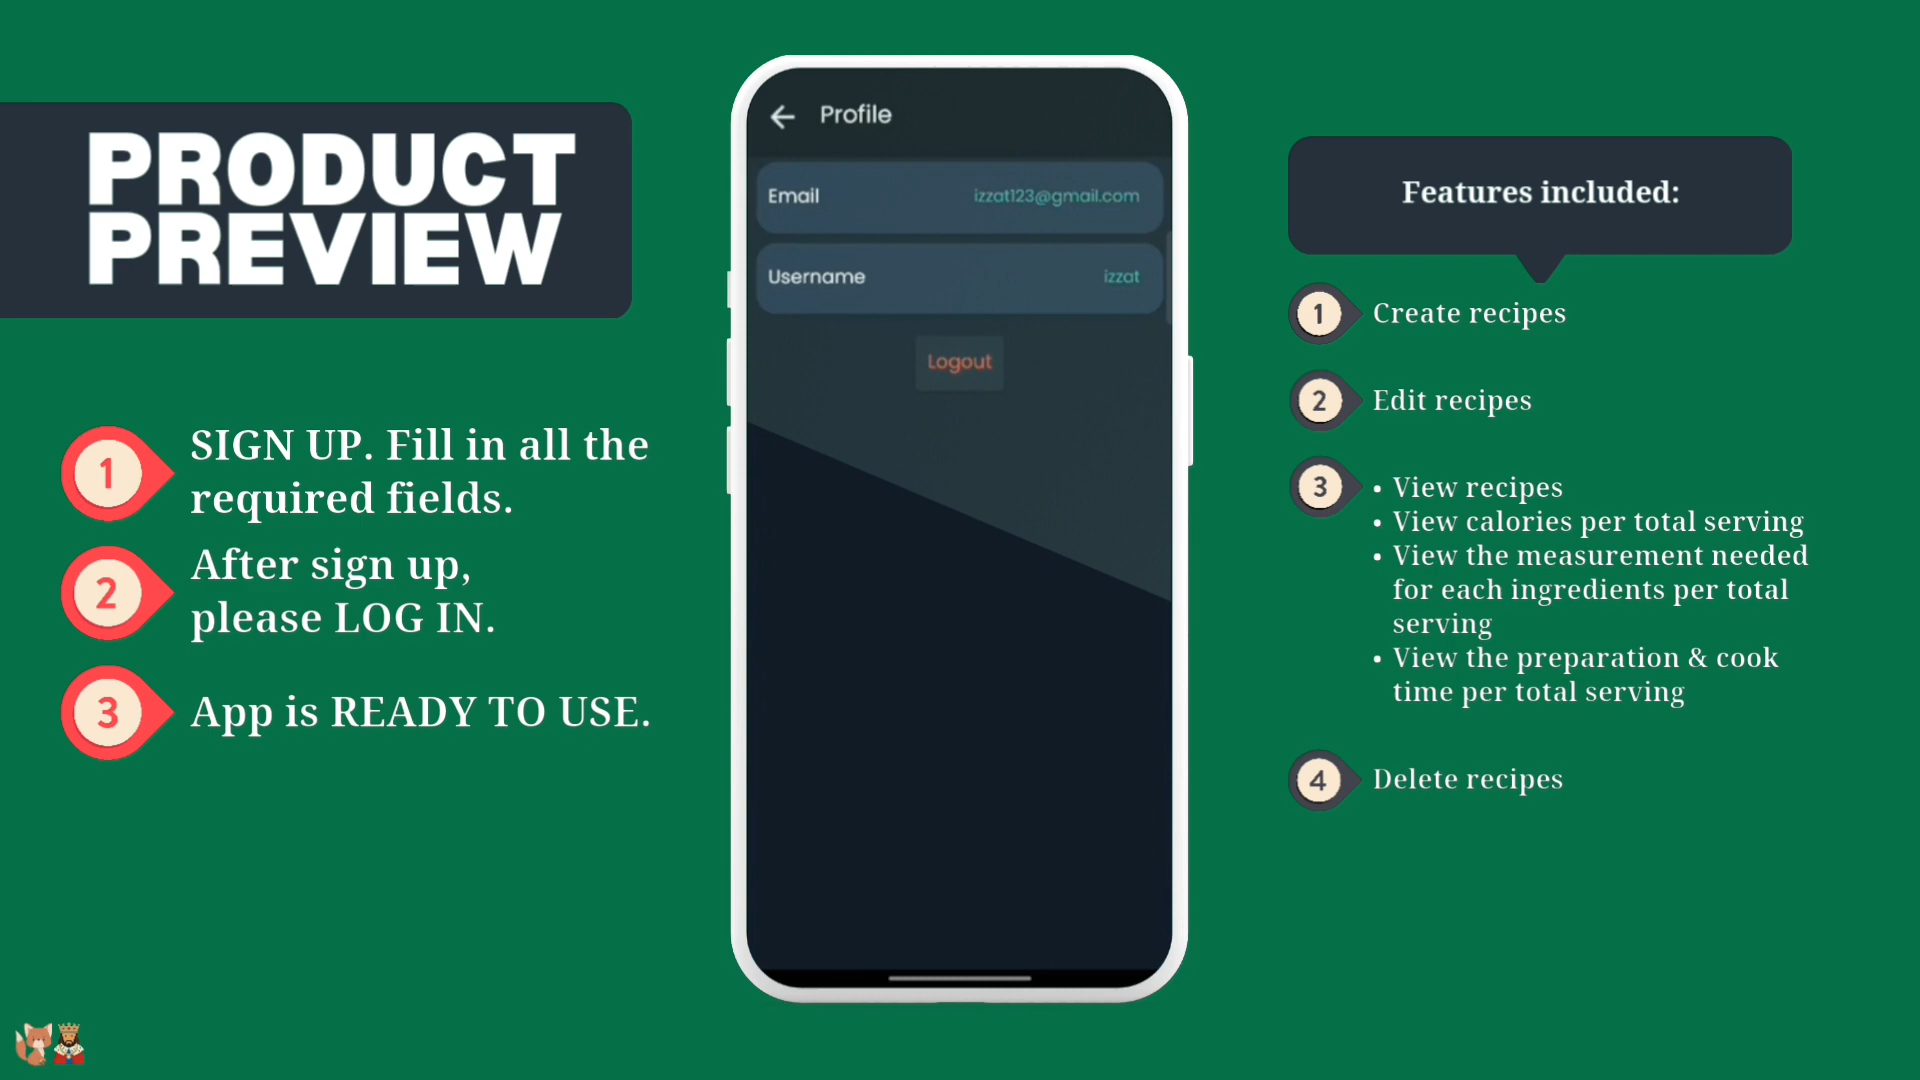 PRODUCT
PREVIEW
1
SIGN UP. Fill in all the
required fields.
2
After sign up,
please LOG IN.
3
App is READY TO USE.
Profile
Email
izzat123@gmail.com
Username
izzat
Logout
Features included:
1
Create recipes
2
Edit recipes
3
• View recipes
• View calories per total serving
• View the measurement needed
for each ingredients per total
serving
• View the preparation & cook
time per total serving
4
Delete recipes